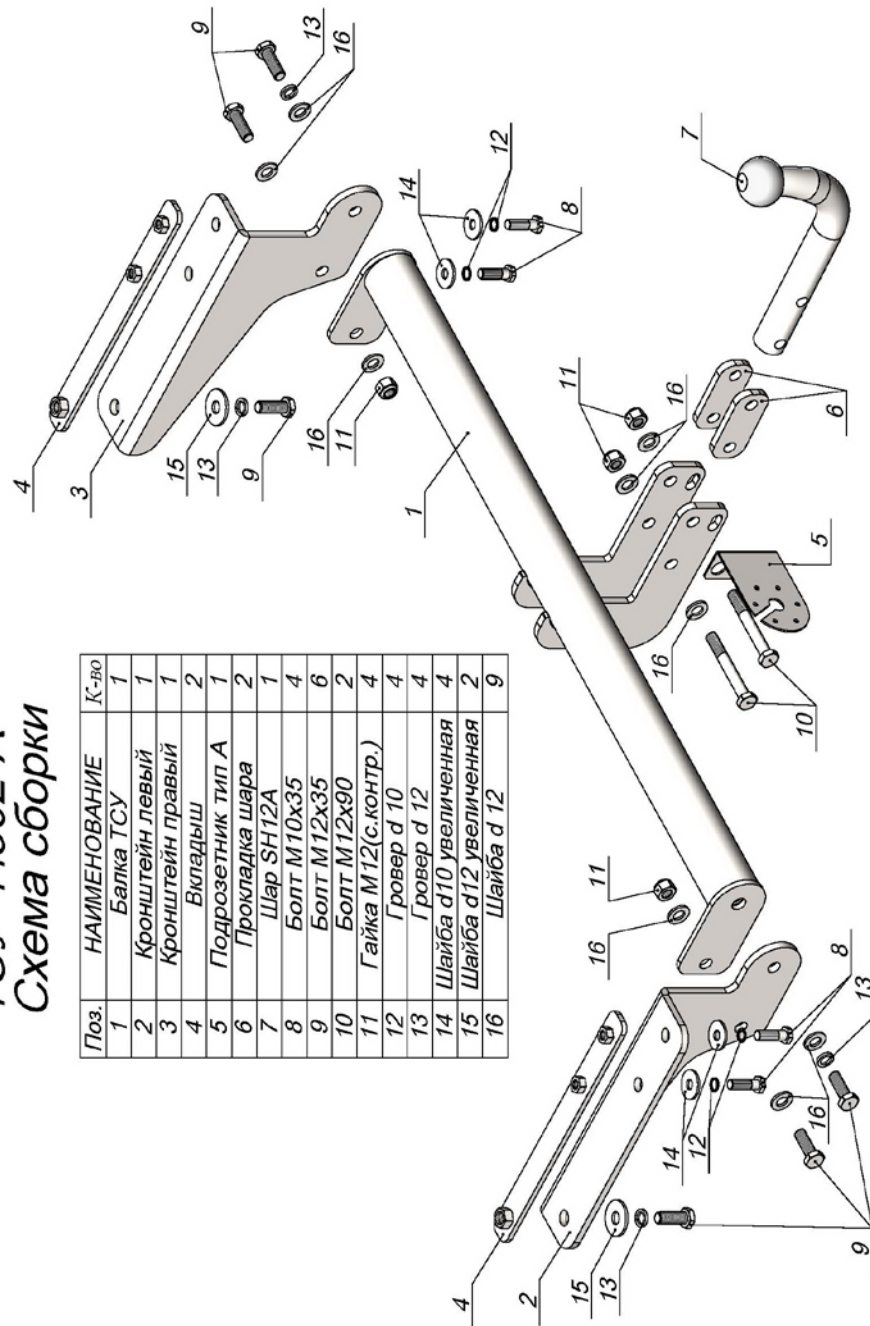 Схема сборки
Поз. НАИМЕНОВАНИЕ К-во
1 Балка ТСУ 1
2 Кронштейн левый 1
3 Кронштейн правый 1
4 Вкладыш 2
5 Подрозетник тип А 1
6 Прокладка шара 2
7 Шар SH12A 1
8 Болт М10х35 4
9 Болт М12х35 6
10 Болт М12х90 2
11 Гайка М12(с.контр.) 4
12 Гровер d 10 4
13 Гровер d 12 4
14 Шайба d10 увеличенная 4
15 Шайба d12 увеличенная 2
16 Шайба d 12 9
4
3
15
13
9
16
11
1
9
13
16
14
12
8
7
11
16
6
5
16
10
11
16
4
2
15
13
14
12
16
9
8
13